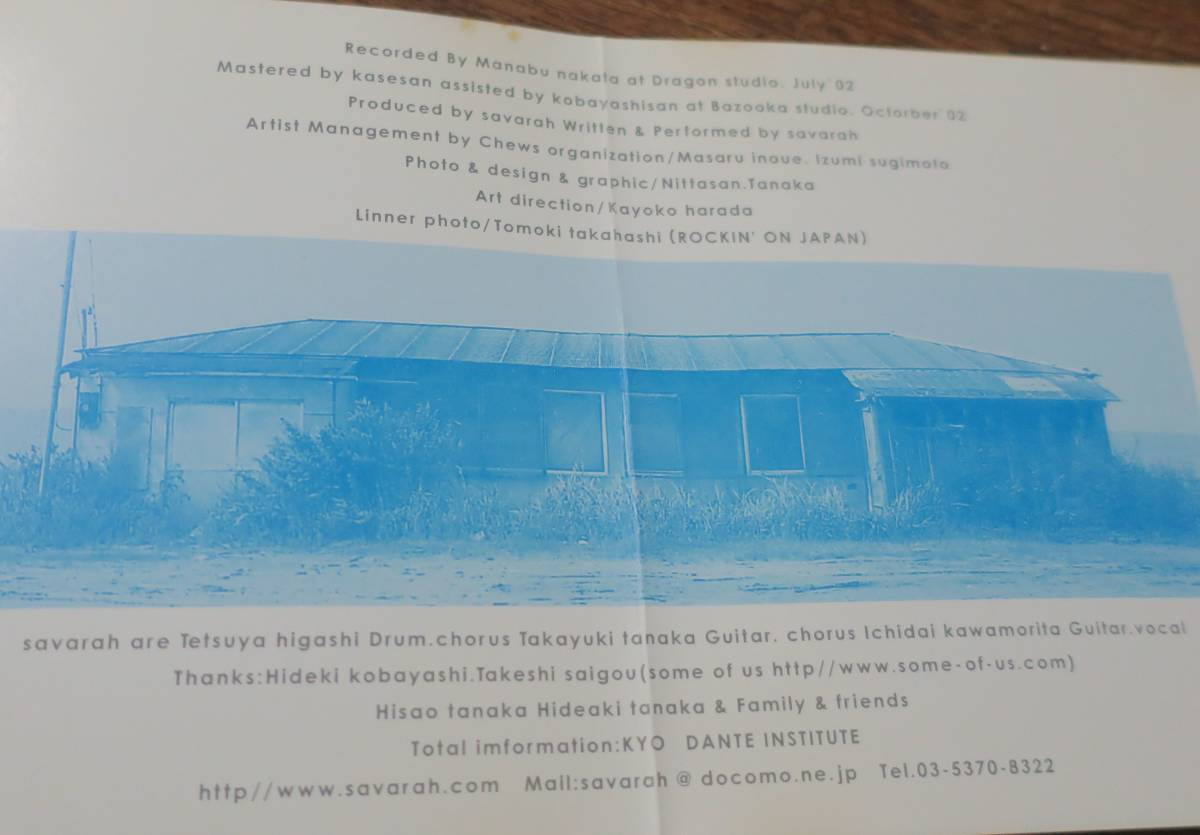 Recorded By Manabu nakata at Dragon studio. July'02
Mastered by kasesan assisted by kobayashisan at Bazooka studio. Octorber'02
Produced by savarah Written & Performed by savarah
Artist Management by Chews organization/Masaru inoue. Izumi sugimoto
Photo & design & graphic/Nittasan.Tanaka
Art direction/Kayoko harada
Linner photo/Tomoki takahashi (ROCKIN' ON JAPAN)
savarah are Tetsuya higashi Drum.chorus Takayuki tanaka Guitar. chorus Ichidai kawamorita Guitar.vocal
Thanks:Hideki kobayashi.Takeshi saigou(some of us http//www.some-of-us.com)
Hisao tanaka Hideaki tanaka & Family & friends
Total imformation:KYO DANTE INSTITUTE
http//www.savarah.com Mail:savarah@docomo.ne.jp Tel.03-5370-8322